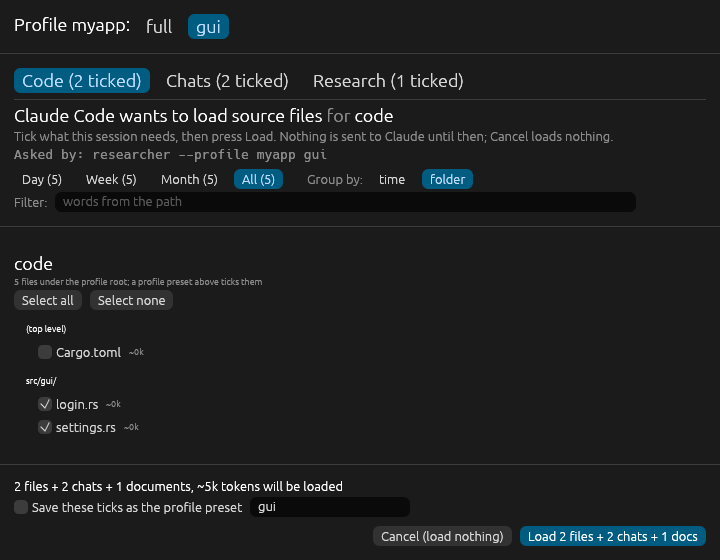 Profile myapp: full gui
Code (2 ticked) Chats (2 ticked) Research (1 ticked)
Claude Code wants to load source files for code
Tick what this session needs, then press Load. Nothing is sent to Claude until then; Cancel loads nothing.
Asked by: researcher --profile myapp gui
Day (5) Week (5) Month (5) All (5) Group by: time folder
Filter: words from the path
code
5 files under the profile root; a profile preset above ticks them
Select all Select none
(top level)
Cargo.toml ~0k
src/gui/
login.rs ~0k
settings.rs ~0k
2 files + 2 chats + 1 documents, ~5k tokens will be loaded
Save these ticks as the profile preset gui
Cancel (load nothing) Load 2 files + 2 chats + 1 docs